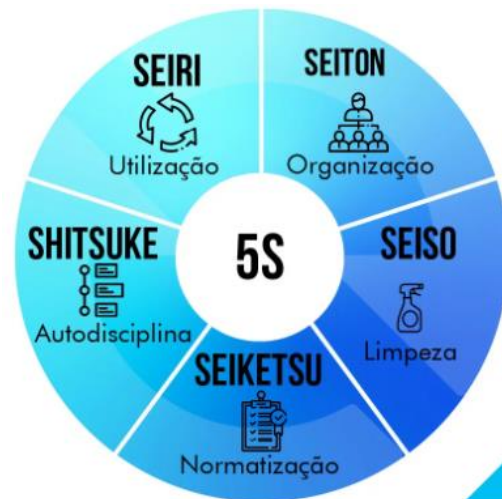 SEIRI
Utilização
SEITON
Organização
SHITSUKE
Autodisciplina
5S
SEISO
Limpeza
SEIKETSU
Normatização